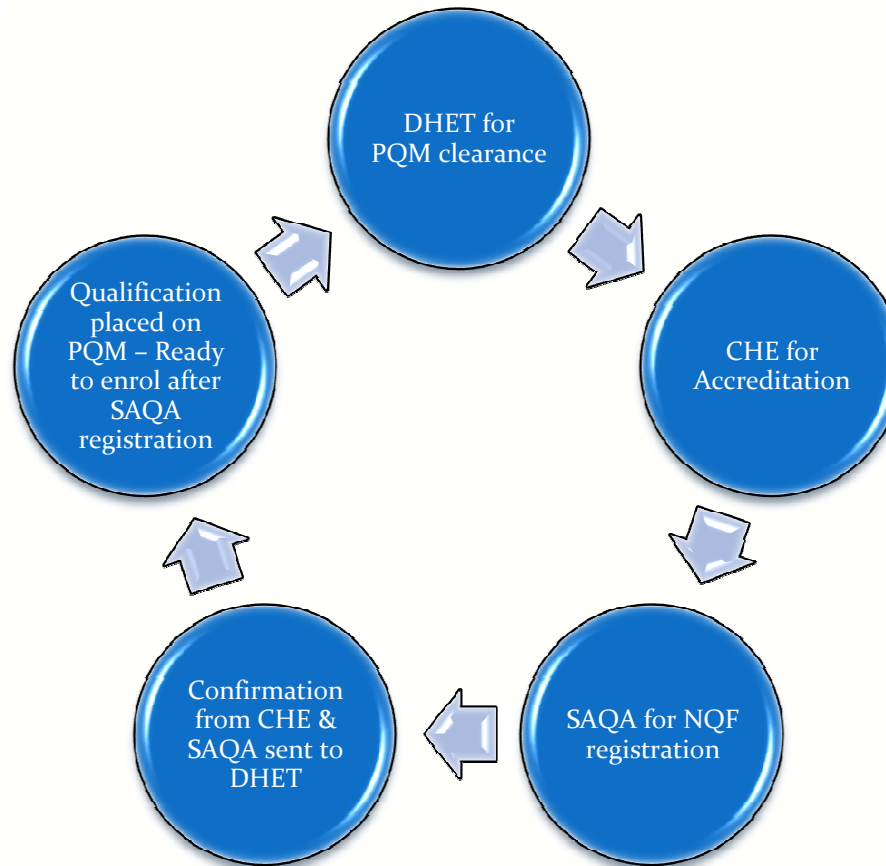 DHET for
PQM clearance
CHE for
Accreditation
SAQA for NQF
registration
Confirmation
from CHE &
SAQA sent to
DHET
Qualification
placed on
PQM – Ready
to enrol after
SAQA
registration